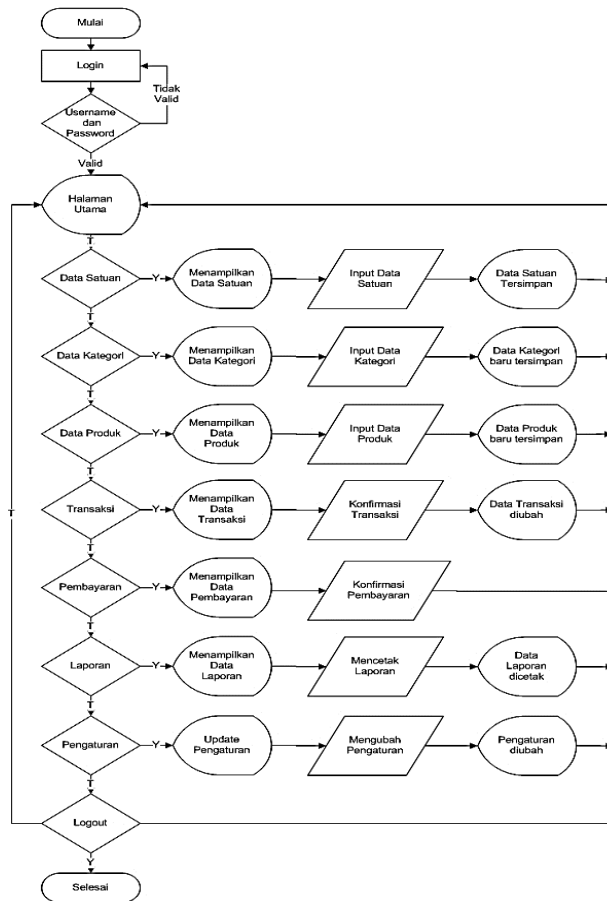 Mulai
Login
Tidak
Valid
Username
dan
Password
Valid
Halaman
Utama
T
Data Satuan
Y
Menampilkan
Data Satuan
Input Data
Satuan
Data Satuan
Tersimpan
T
Data Kategori
Y
Menampilkan
Data Kategori
Input Data
Kategori
Data Kategori
baru tersimpan
T
Data Produk
Y
Menampilkan
Data
Produk
Input Data
Produk
Data Produk
baru tersimpan
T
T
Transaksi
Y
Menampilkan
Data
Transaksi
Konfirmasi
Transaksi
Data Transaksi
diubah
T
Pembayaran
Y
Menampilkan
Data
Pembayaran
Konfirmasi
Pembayaran
T
Laporan
Y
Menampilkan
Data
Laporan
Mencetak
Laporan
Data
Laporan
dicetak
T
Pengaturan
Y
Update
Pengaturan
Mengubah
Pengaturan
Pengaturan
diubah
T
Logout
Y
Selesai